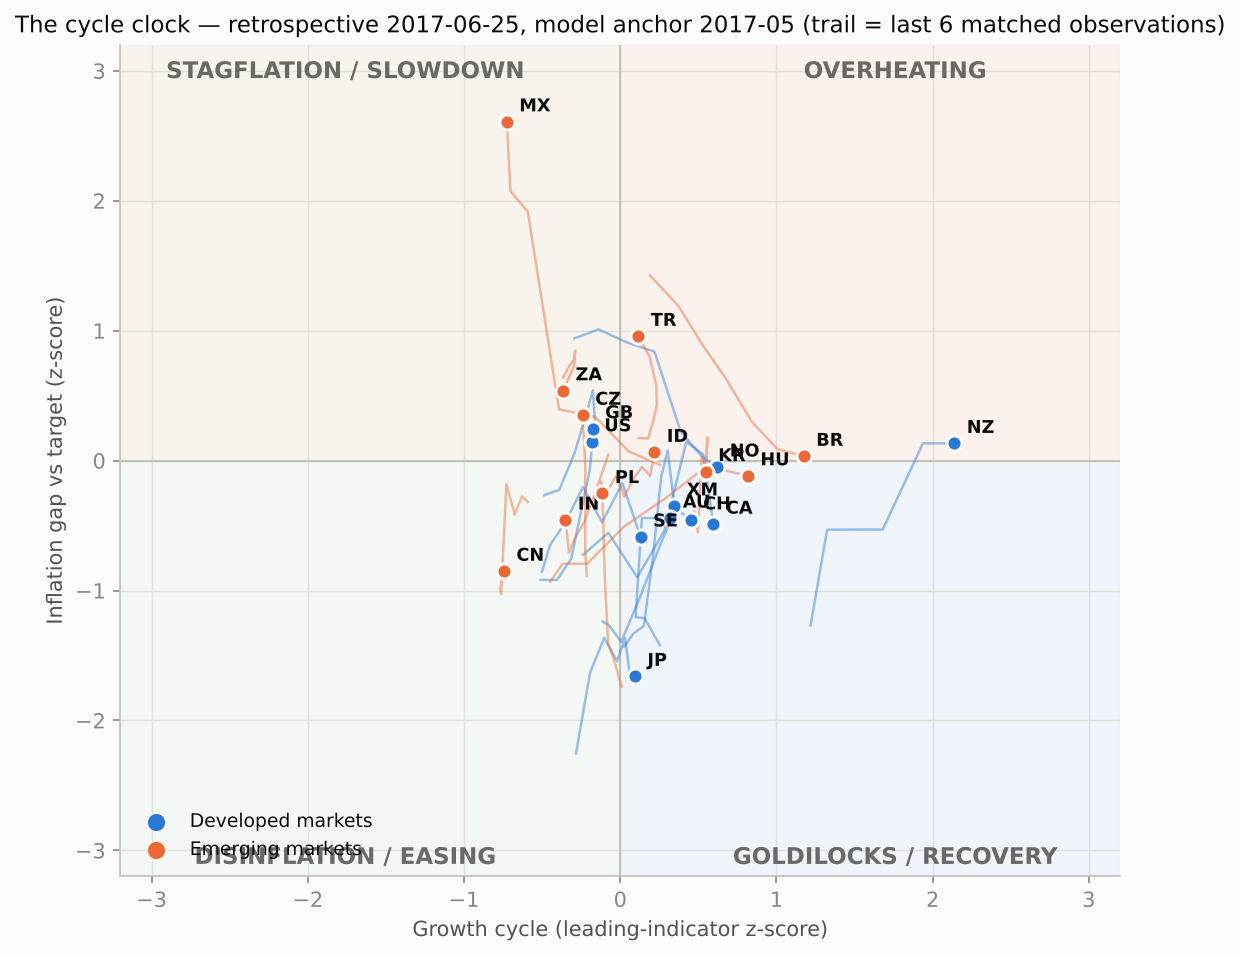 The cycle clock — retrospective 2017-06-25, model anchor 2017-05 (trail = last 6 matched observations)
STAGFLATION / SLOWDOWN
OVERHEATING
MX
TR
ZA
CZ
GB
US
ID
NO
KR
HU
BR
NZ
PL
IN
XM
AU
CH
CA
SE
CN
JP
Developed markets
Emerging markets
DISINFLATION / EASING
GOLDILOCKS / RECOVERY
3
2
1
0
−1
−2
−3
−3
−2
−1
0
1
2
3
Growth cycle (leading-indicator z-score)
Inflation gap vs target (z-score)